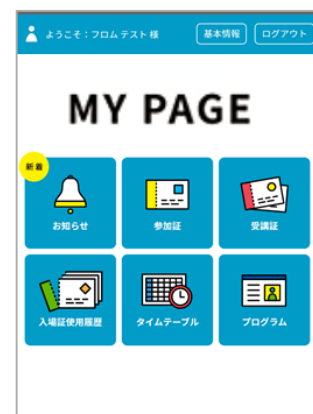 ようこそ：フロムテスト様
基本情報
ログアウト
MY PAGE
新着
お知らせ
参加証
受講証
入場証使用履歴
タイムテーブル
プログラム